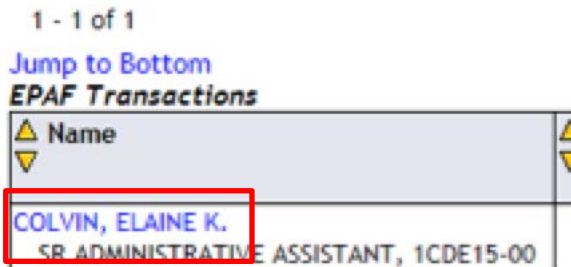 1 - 1 of 1
Jump to Bottom
EPAF Transactions
Name
COLVIN, ELAINE K.
SR ADMINISTRATIVE ASSISTANT, 1CDE15-00